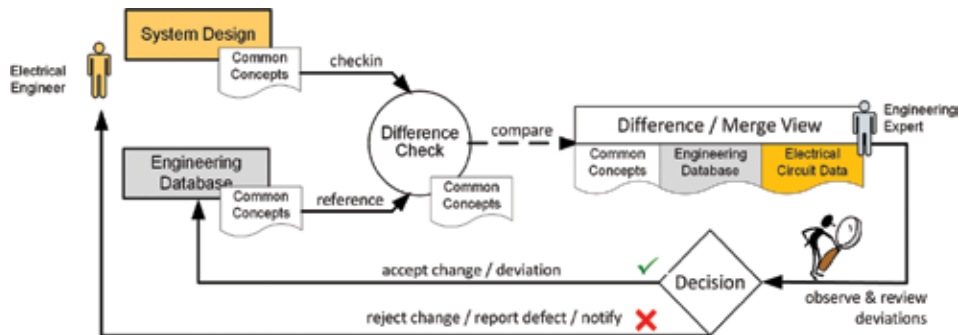 System Design
Common
Concepts
checkin
Electrical
Engineer
Difference
Check
compare
Difference / Merge View
Engineering
Expert
Common
Concepts
Engineering
Database
Electrical
Circuit Data
Engineering
Database
Common
Concepts
reference
Common
Concepts
accept change / deviation
Decision
observe & review
deviations
reject change / report defect / notify